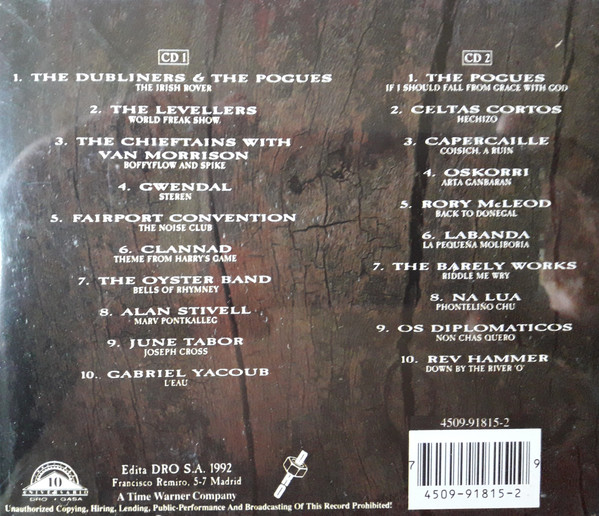 CD 1
1. THE DUBLINERS & THE POGUES
THE IRISH ROVER
2. THE LEVELLERS
WORLD FREAK SHOW
3. THE CHIEFTAINS WITH
VAN MORRISON
BOFFYFLOW AND SPIKE
4. GWENDAL
STEREN
5. FAIRPORT CONVENTION
THE NOISE CLUB
6. CLANNAD
THEME FROM HARRY'S GAME
7. THE OYSTER BAND
BELLS OF RHYMNEY
8. ALAN STIVELL
MARV PONTKALLEG
9. JUNE TABOR
JOSEPH CROSS
10. GABRIEL YACOUB
L'EAU
CD 2
1. THE POGUES
IF I SHOULD FALL FROM GRACE WITH GOD
2. CELTAS CORTOS
HECHIZO
3. CAPERCAILLE
COISICH, A RUIN
4. OSKORRI
ARTA GANBARAN
5. RORY McLEOD
BACK TO DONEGAL
6. LABANDA
LA PEQUEÑA MOLIBORIA
7. THE BARELY WORKS
RIDDLE ME WRY
8. NA LUA
PHONTELIÑO CHU
9. OS DIPLOMATICOS
NON CHAS QUERO
10. REV HAMMER
DOWN BY THE RIVER 'O'
4509-91815-2
7 9
4509-91815-2
10
ANIVERSARIO
DRO • GASA
Edita DRO S.A. 1992
Francisco Remiro, 5-7 Madrid
A Time Warner Company
Unauthorized Copying, Hiring, Lending, Public-Performance And Broadcasting Of This Record Prohibited!